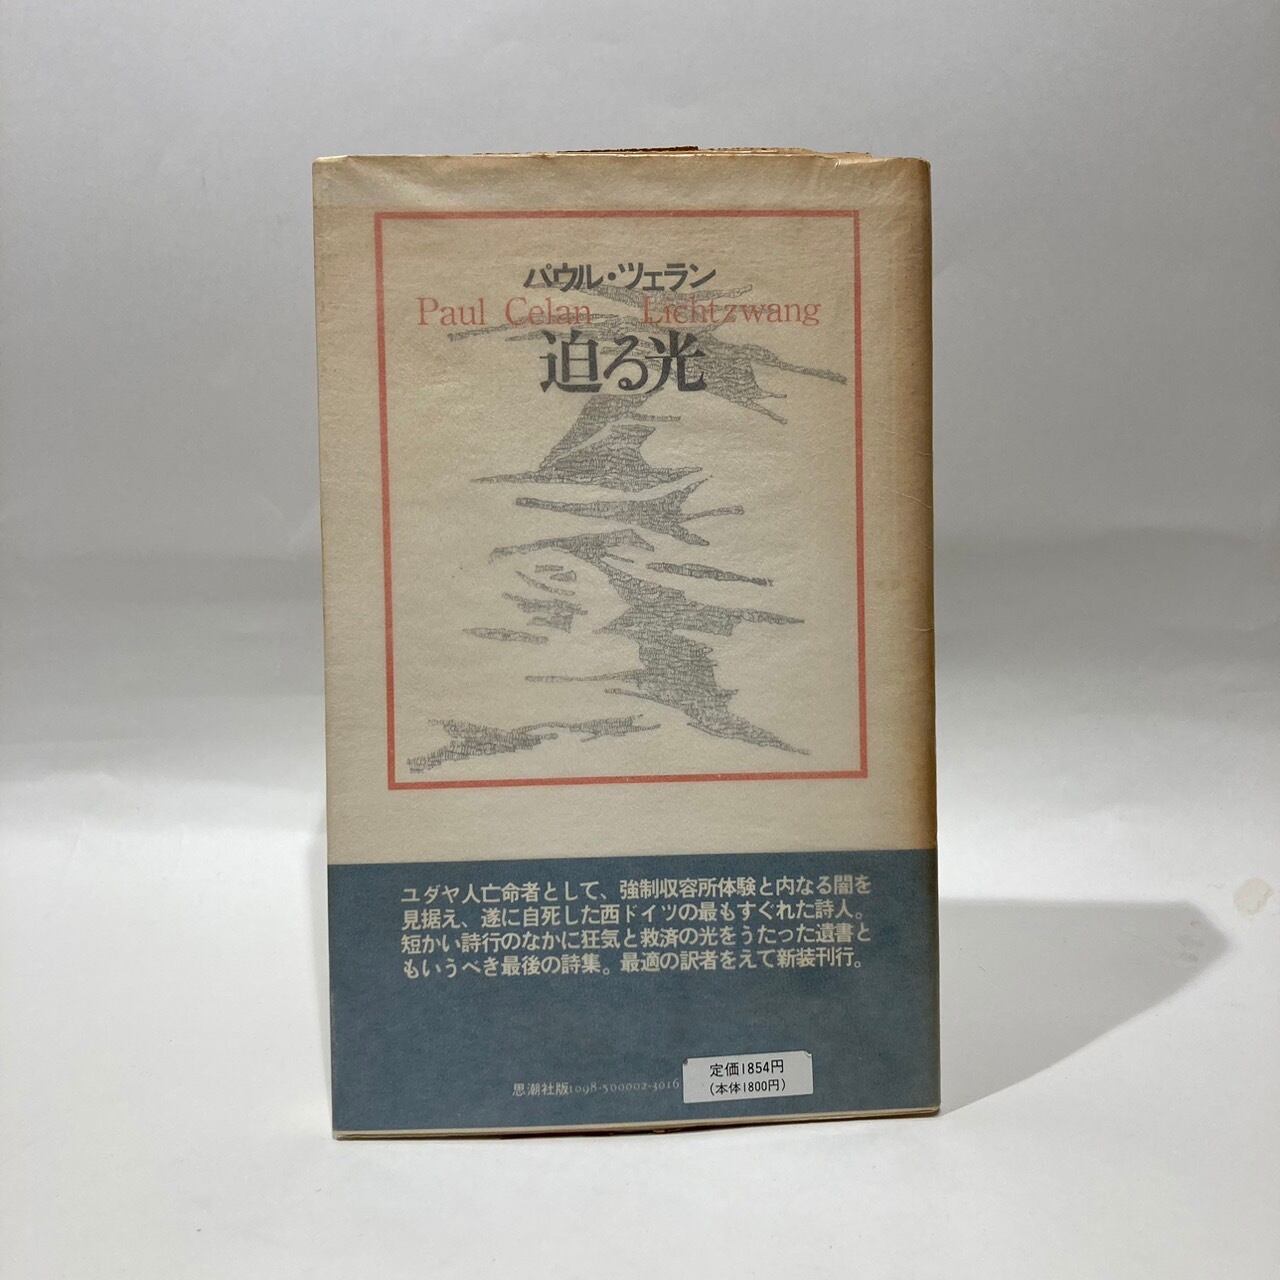 パウル・ツェラン
Paul Celan Lichtzwang
迫る光
ユダヤ人亡命者として、強制収容所体験と内なる闇を
見据え、遂に自死した西ドイツの最もすぐれた詩人。
短かい詩行のなかに狂気と救済の光をうたった遺書と
もいうべき最後の詩集。最適の訳者をえて新装刊行。
定価1854円
(本体1800円)
思潮社版1098-500002-3016